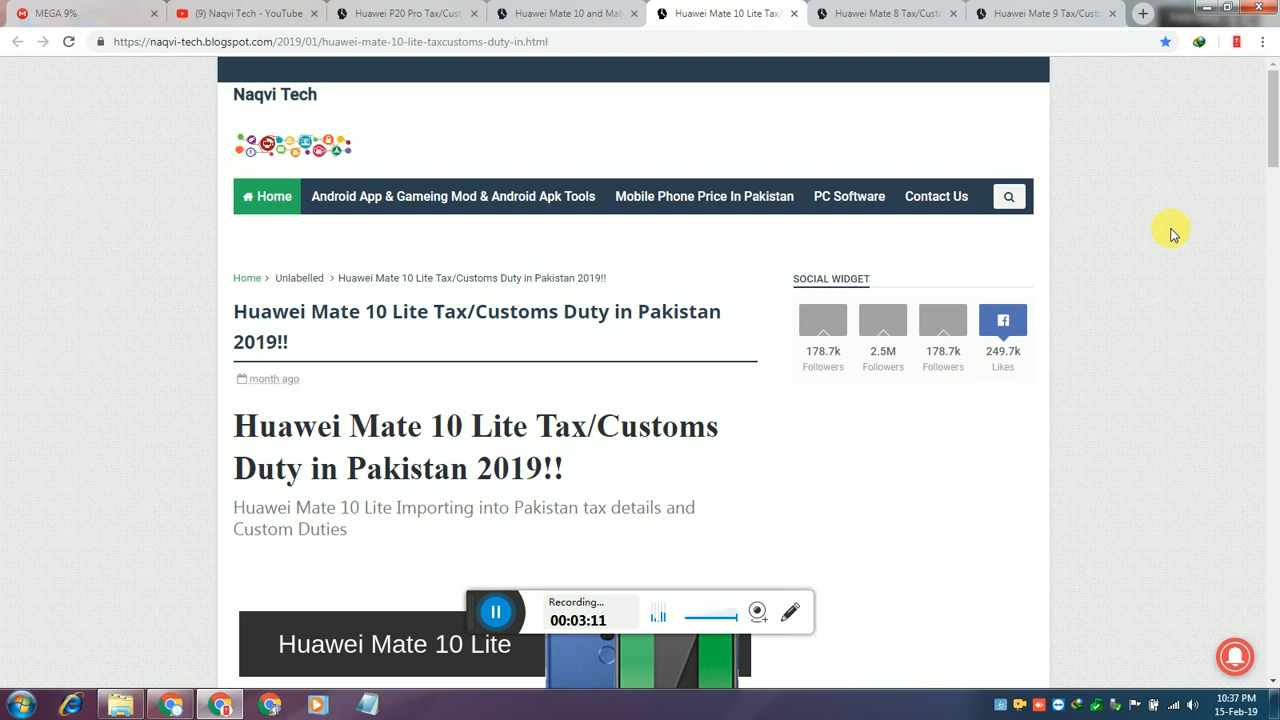 MEGA 9%
(9) Naqvi Tech - YouTube
Huawei P20 Pro Tax/Cust
Huawei Mate 10 and Mat
Huawei Mate 10 Lite Tax/
Huawei Mate 8 Tax/Custo
Huawei Mate 9 Tax/Custo
https://naqvi-tech.blogspot.com/2019/01/huawei-mate-10-lite-taxcustoms-duty-in.html
Naqvi Tech
Home
Android App & Gameing Mod & Android Apk Tools
Mobile Phone Price In Pakistan
PC Software
Contact Us
Home > Unlabelled > Huawei Mate 10 Lite Tax/Customs Duty in Pakistan 2019!!
Huawei Mate 10 Lite Tax/Customs Duty in Pakistan
2019!!
month ago
Huawei Mate 10 Lite Tax/Customs
Duty in Pakistan 2019!!
Huawei Mate 10 Lite Importing into Pakistan tax details and
Custom Duties
Huawei Mate 10 Lite
SOCIAL WIDGET
178.7k 2.5M 178.7k 249.7k
Followers Followers Followers Likes
Recording...
00:03:11
10:37 PM
15-Feb-19